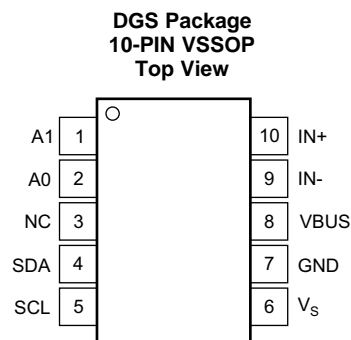 DGS Package
10-PIN VSSOP
Top View
A1 1 10 IN+
A0 2 9 IN-
NC 3 8 VBUS
SDA 4 7 GND
SCL 5 6 VS